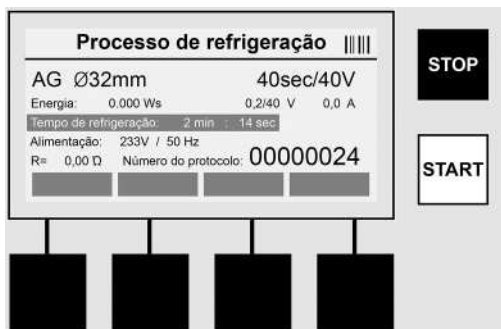 Processo de refrigeração
STOP
AG Ø32mm 40sec/40V
Energia: 0.000 Ws 0,2/40 V 0,0 A
Tempo de refrigeração: 2 min : 14 sec
Alimentação: 233V / 50 Hz
R= 0,00 Ʊ Número do protocolo: 00000024
START